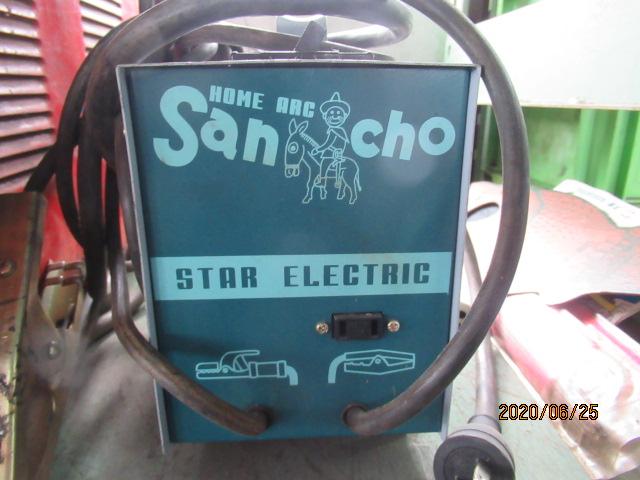 HOME ARC
Sancho
STAR ELECTRIC
2020/06/25